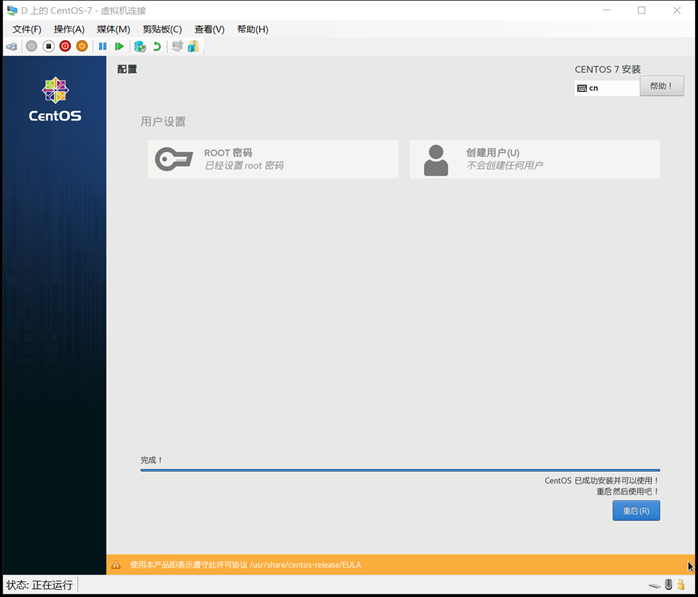 D 上的 CentOS-7 - 虚拟机连接
文件(F) 操作(A) 媒体(M) 剪贴板(C) 查看(V) 帮助(H)
CentOS
配置
CENTOS 7 安装
cn
帮助！
用户设置
ROOT 密码
已经设置 root 密码
创建用户(U)
不会创建任何用户
完成！
CentOS 已成功安装并可以使用！
重启然后使用吧！
重启(R)
使用本产品即表示遵守此许可协议 /usr/share/centos-release/EULA
状态: 正在运行